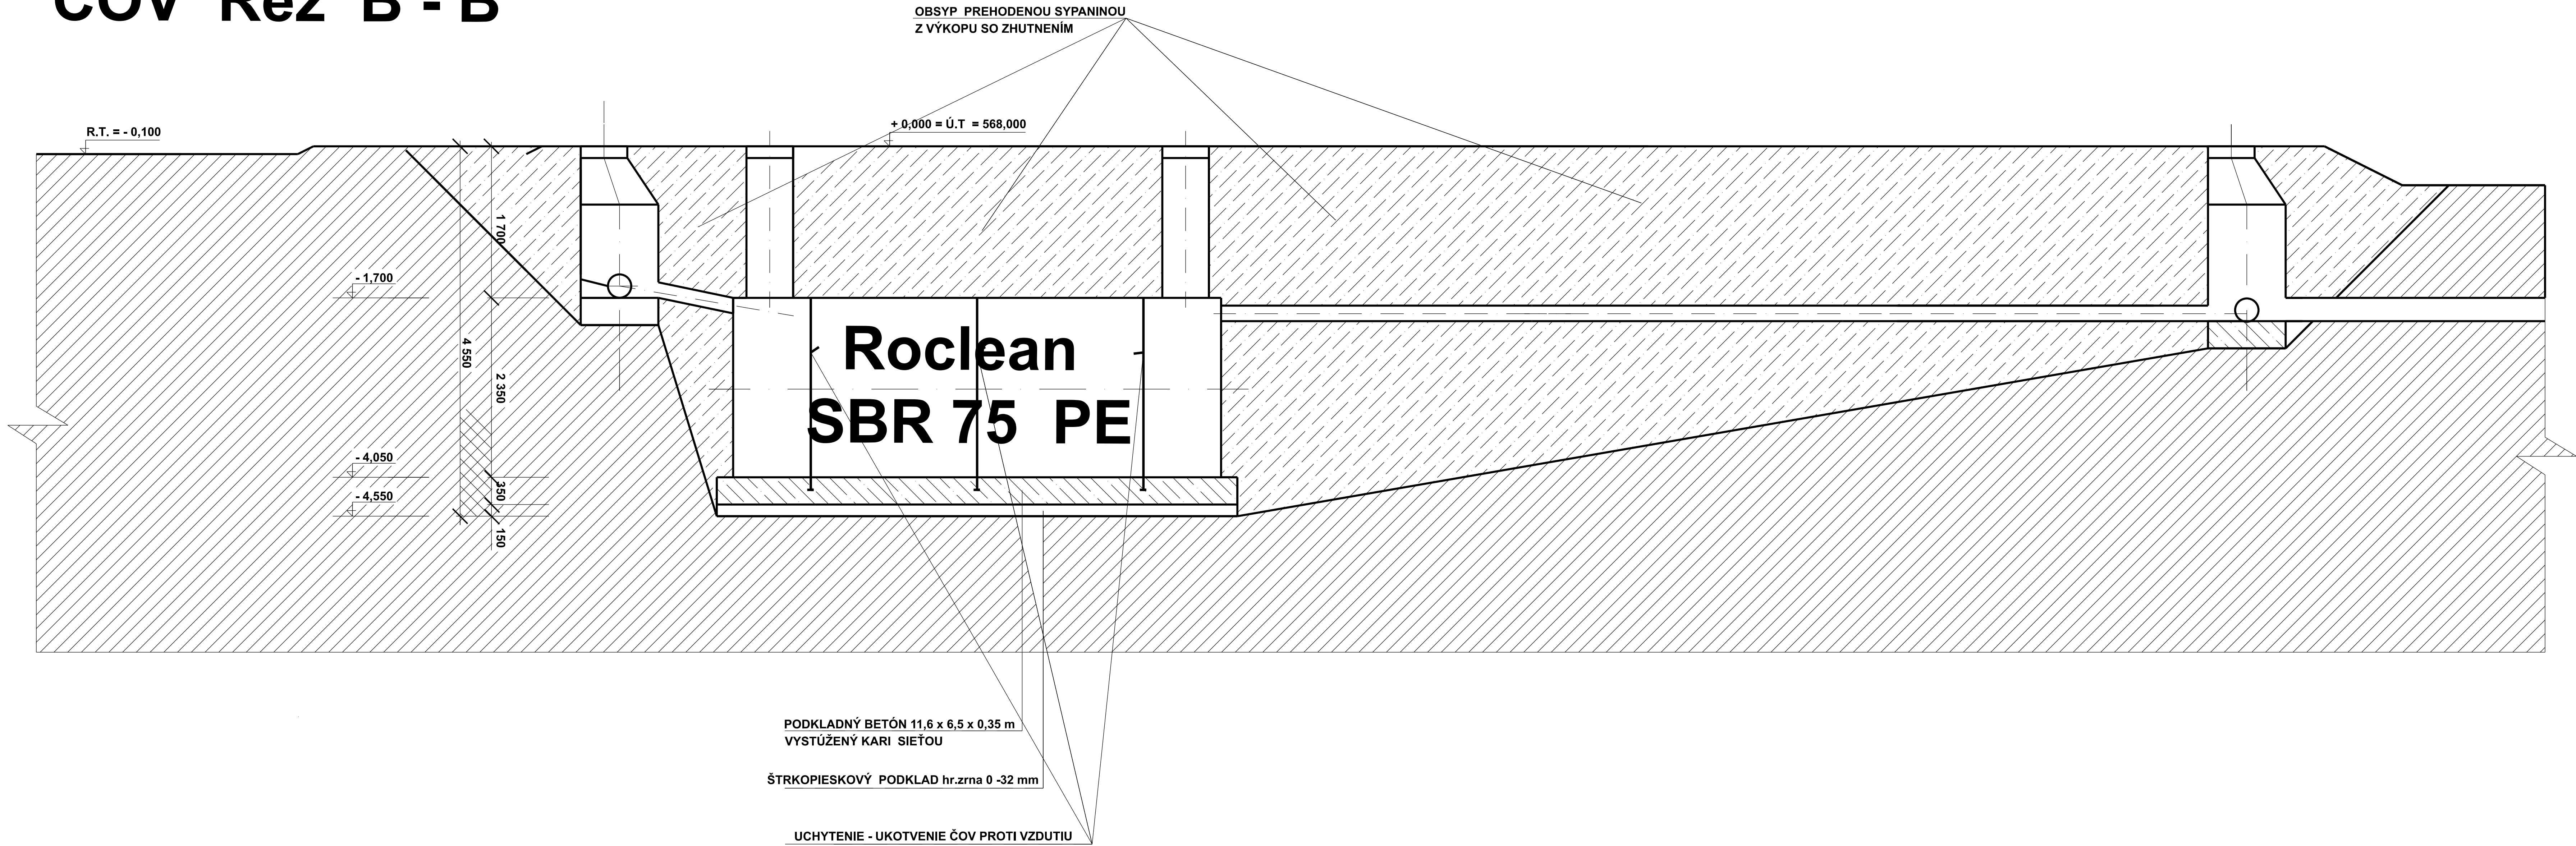 ČOV Rez B - B
OBSYP PREHODENOU SYPANINOU
Z VÝKOPU SO ZHUTNENÍM
R.T. = - 0,100
+ 0,000 = Ú.T = 568,000
1 700
- 1,700
4 550
2 350
Roclean
SBR 75 PE
- 4,050
350
- 4,550
150
PODKLADNÝ BETÓN 11,6 x 6,5 x 0,35 m
VYSTÚŽENÝ KARI SIEŤOU
ŠTRKOPIESKOVÝ PODKLAD hr.zrna 0 -32 mm
UCHYTENIE - UKOTVENIE ČOV PROTI VZDUTIU